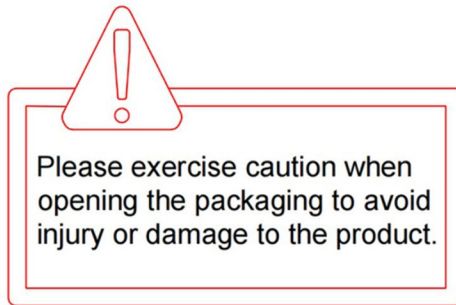 Please exercise caution when
opening the packaging to avoid
injury or damage to the product.